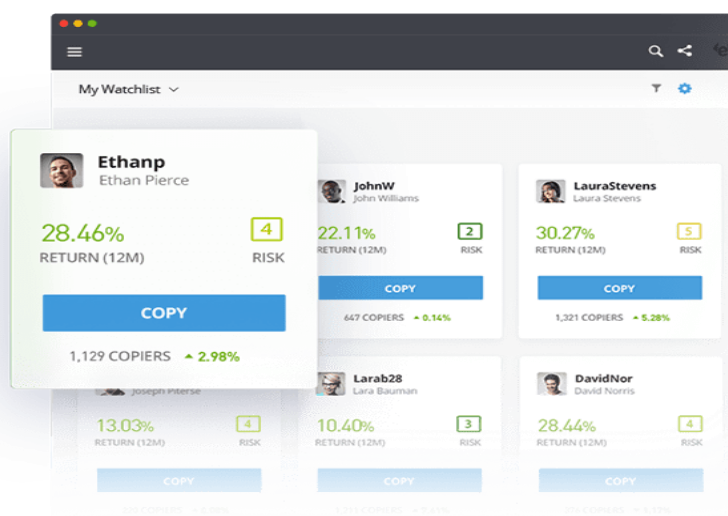 My Watchlist
Ethanp
Ethan Pierce
28.46%
4
RETURN (12M)
RISK
COPY
1,129 COPIERS 2.98%
JohnW
John Williams
22.11%
2
RETURN (12M)
RISK
COPY
647 COPIERS 0.14%
LauraStevens
Laura Stevens
30.27%
5
RETURN (12M)
RISK
COPY
1,321 COPIERS 5.28%
Joseph Piterse
13.03%
4
RETURN (12M)
RISK
COPY
Larab28
Lara Bauman
10.40%
3
RETURN (12M)
RISK
COPY
DavidNor
David Norris
28.44%
4
RETURN (12M)
RISK
COPY